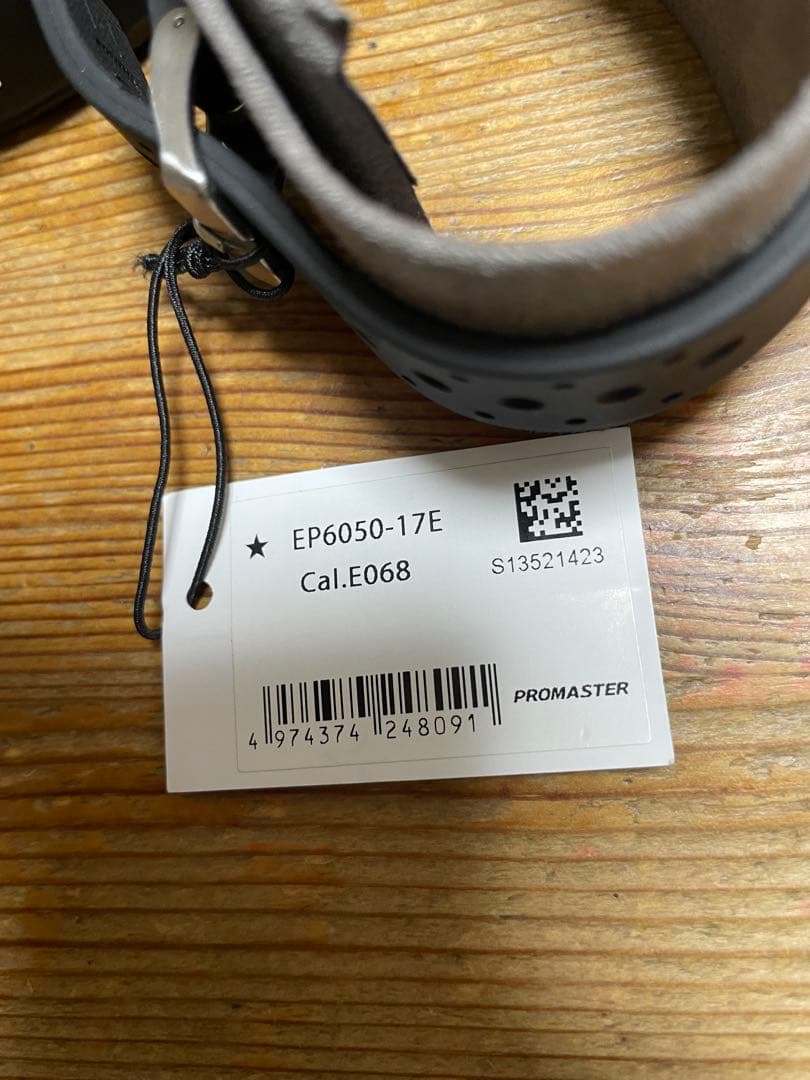 ★ EP6050-17E
Cal.E068
S13521423
4 974374 248091
PROMASTER